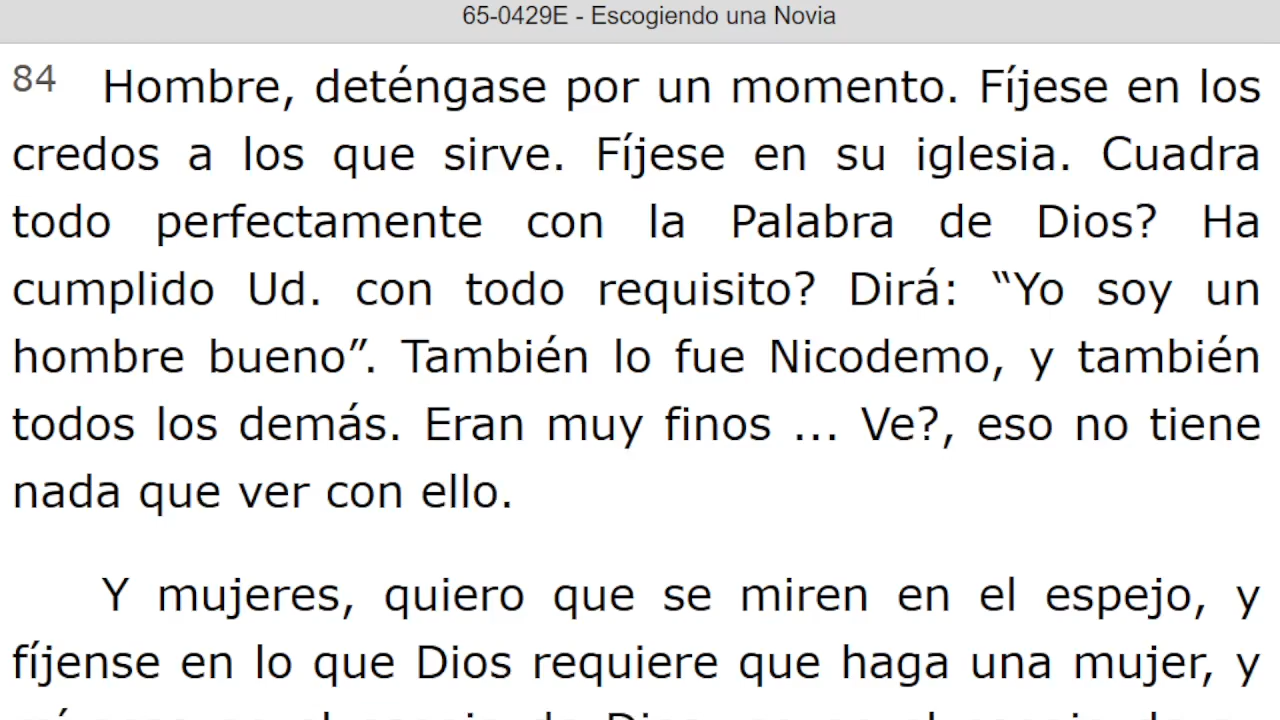 65-0429E - Escogiendo una Novia
84 Hombre, deténgase por un momento. Fíjese en los
credos a los que sirve. Fíjese en su iglesia. Cuadra
todo perfectamente con la Palabra de Dios? Ha
cumplido Ud. con todo requisito? Dirá: “Yo soy un
hombre bueno”. También lo fue Nicodemo, y también
todos los demás. Eran muy finos ... Ve?, eso no tiene
nada que ver con ello.
Y mujeres, quiero que se miren en el espejo, y
fíjense en lo que Dios requiere que haga una mujer, y